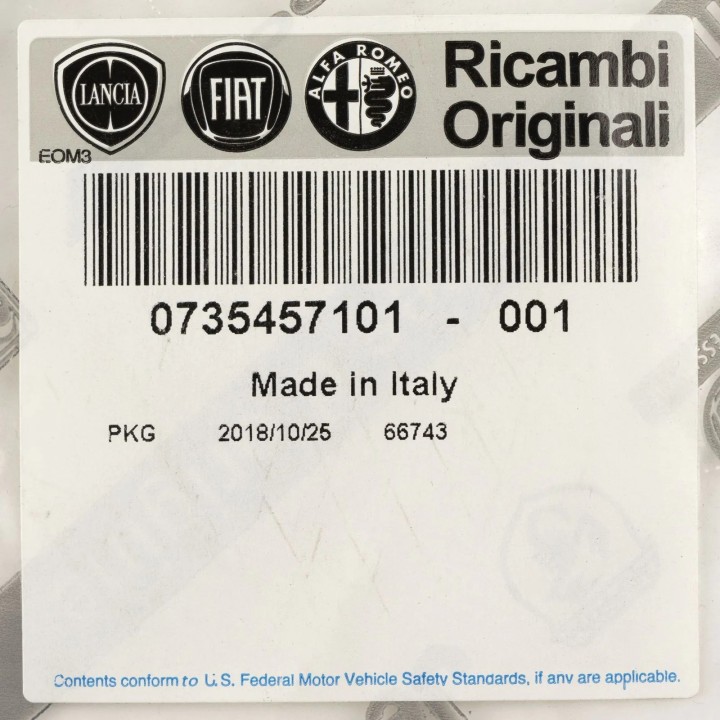 LANCIA FIAT ALFA ROMEO
Ricambi
Originali
EOM3
0735457101 - 001
Made in Italy
PKG 2018/10/25 66743
Contents conform to U.S. Federal Motor Vehicle Safety Standards, if any are applicable.